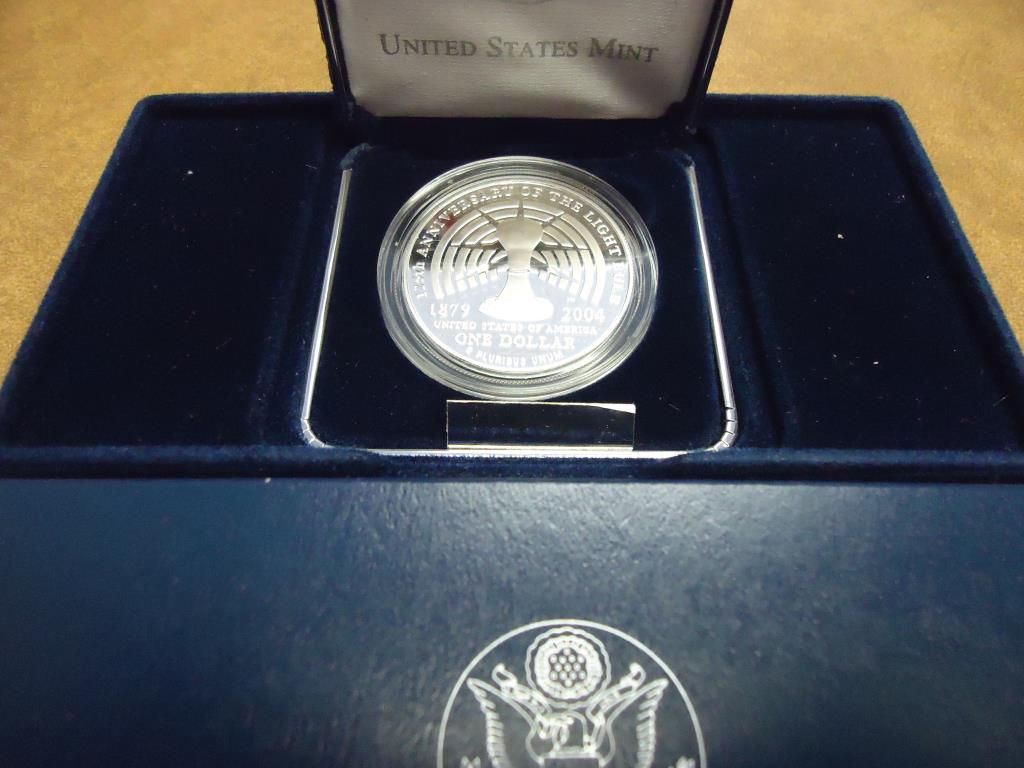 UNITED STATES MINT
125th ANNIVERSARY OF THE LIGHT BULB
1879 2004
UNITED STATES OF AMERICA
ONE DOLLAR
E PLURIBUS UNUM